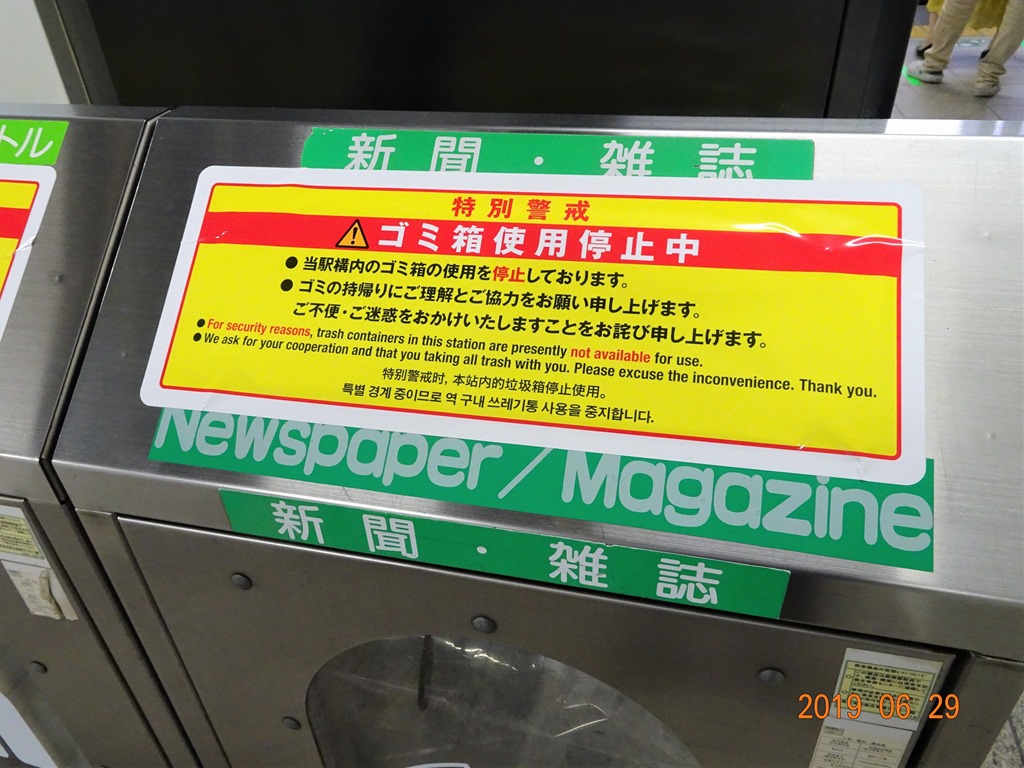 トル
新聞・雑誌
特別警戒
ゴミ箱使用停止中
● 当駅構内のゴミ箱の使用を停止しております。
● ゴミの持帰りにご理解とご協力をお願い申し上げます。
ご不便・ご迷惑をおかけいたしますことをお詫び申し上げます。
● For security reasons, trash containers in this station are presently not available for use.
● We ask for your cooperation and that you taking all trash with you. Please excuse the inconvenience. Thank you.
特別警戒时, 本站内的垃圾箱停止使用。
특별 경계 중이므로 역 구내 쓰레기통 사용을 중지합니다.
Newspaper / Magazine
新聞・雑誌
2019 06 29